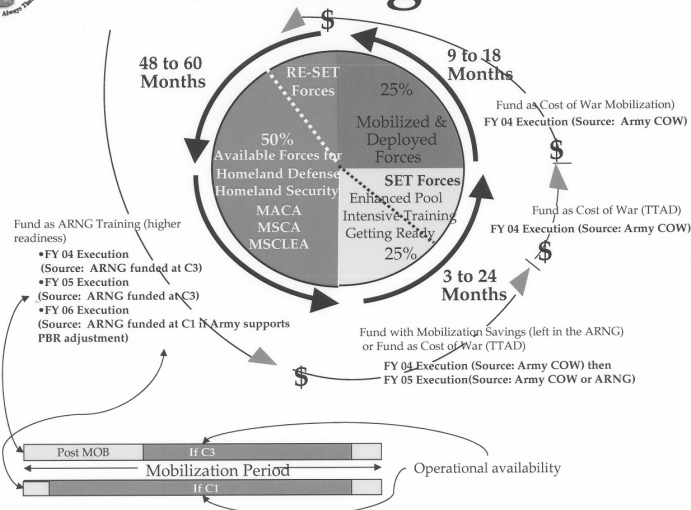 Always The
g
$
48 to 60
Months
9 to 18
Months
RE-SET
Forces
25%
Mobilized &
Deployed
Forces
50%
Available Forces for
Homeland Defense
Homeland Security
MACA
MSCA
MSCLEA
SET Forces
Enhanced Pool
Intensive Training
Getting Ready
25%
Fund as Cost of War Mobilization)
FY 04 Execution (Source: Army COW)
$
Fund as Cost of War (TTAD)
FY 04 Execution (Source: Army COW)
$
3 to 24
Months
Fund as ARNG Training (higher
readiness)
•FY 04 Execution
(Source: ARNG funded at C3)
•FY 05 Execution
(Source: ARNG funded at C3)
•FY 06 Execution
(Source: ARNG funded at C1 if Army supports
PBR adjustment)
Fund with Mobilization Savings (left in the ARNG)
or Fund as Cost of War (TTAD)
FY 04 Execution (Source: Army COW) then
FY 05 Execution(Source: Army COW or ARNG)
$
Post MOB
If C3
Mobilization Period
Operational availability
If C1